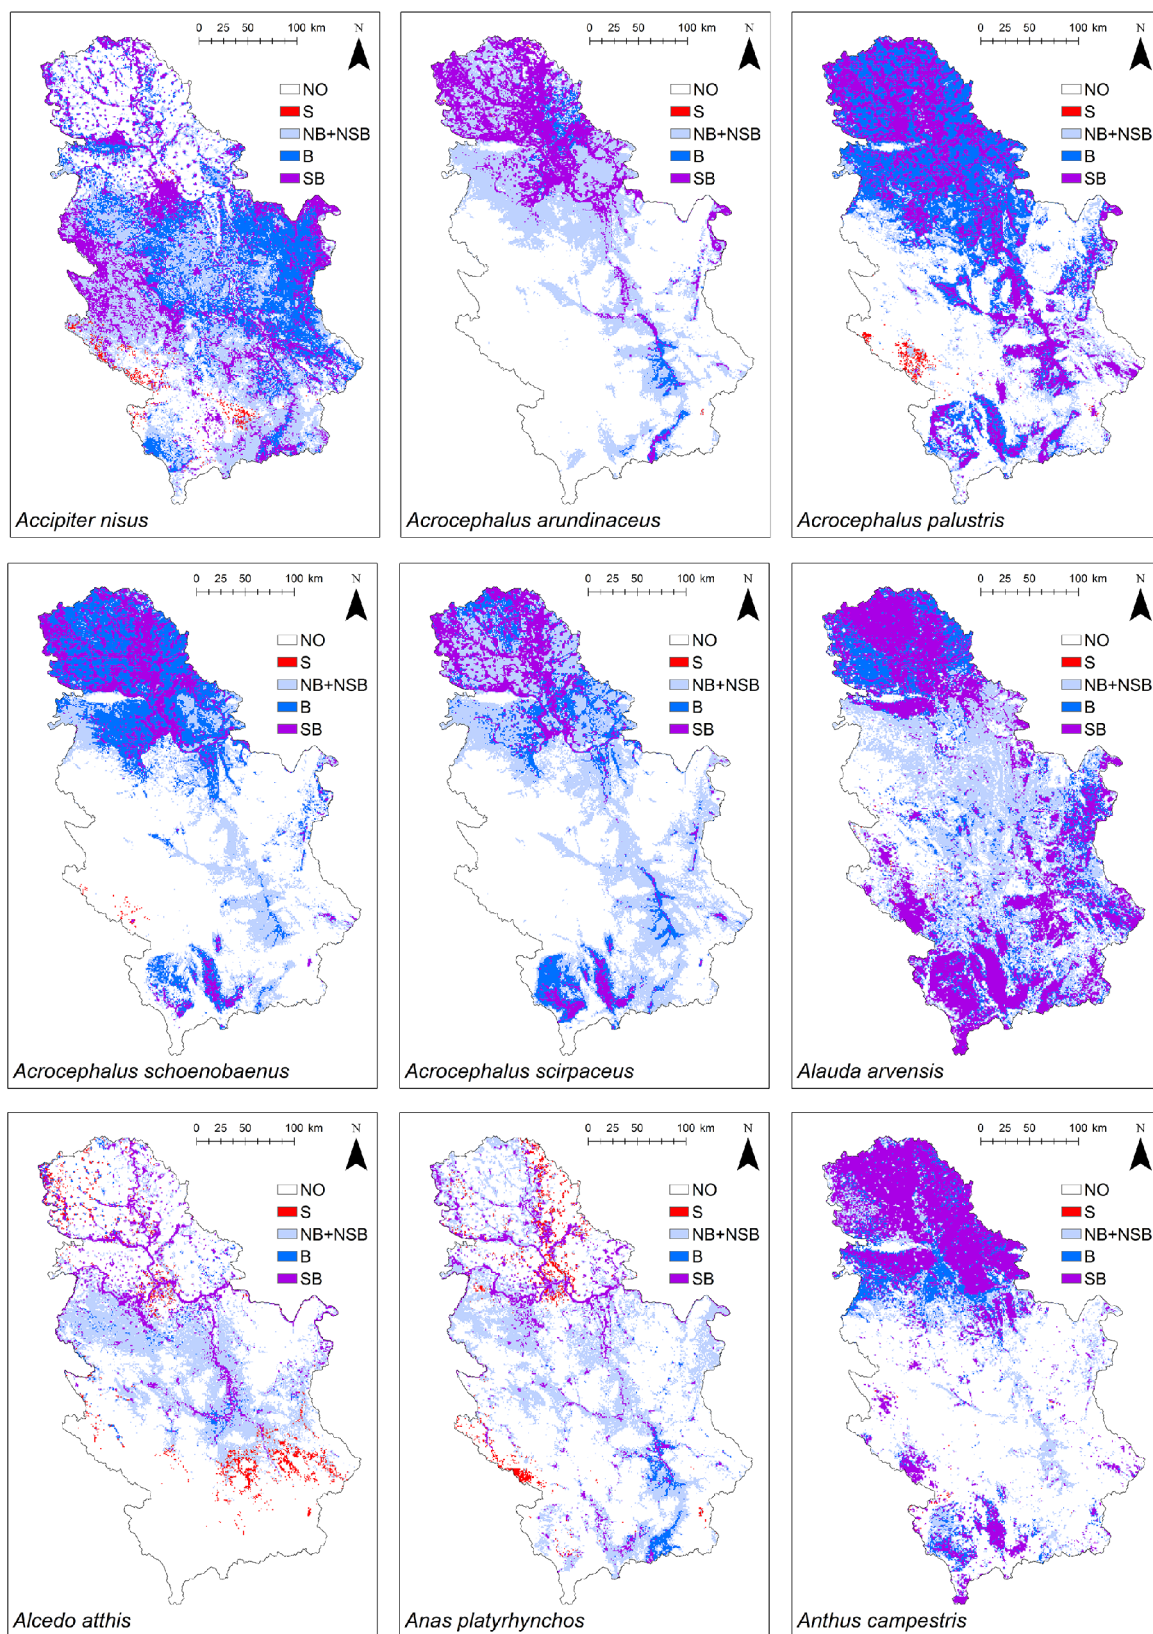 0 25 50 100 km N
NO
S
NB+NSB
B
SB
Accipiter nisus
0 25 50 100 km N
NO
S
NB+NSB
B
SB
Acrocephalus arundinaceus
0 25 50 100 km N
NO
S
NB+NSB
B
SB
Acrocephalus palustris
0 25 50 100 km N
NO
S
NB+NSB
B
SB
Acrocephalus schoenobaenus
0 25 50 100 km N
NO
S
NB+NSB
B
SB
Acrocephalus scirpaceus
0 25 50 100 km N
NO
S
NB+NSB
B
SB
Alauda arvensis
0 25 50 100 km N
NO
S
NB+NSB
B
SB
Alcedo atthis
0 25 50 100 km N
NO
S
NB+NSB
B
SB
Anas platyrhynchos
0 25 50 100 km N
NO
S
NB+NSB
B
SB
Anthus campestris